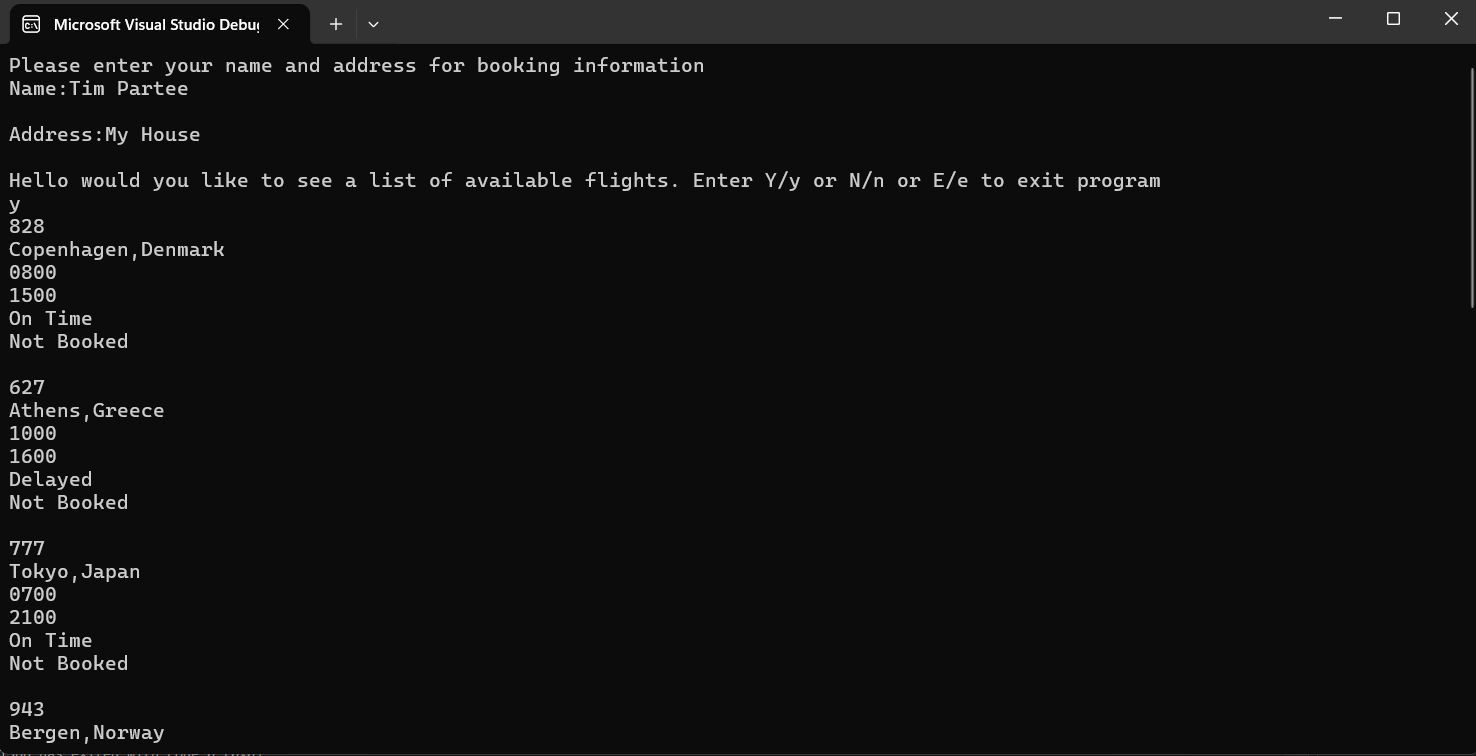 Microsoft Visual Studio Debu
Please enter your name and address for booking information
Name:Tim Partee
Address:My House
Hello would you like to see a list of available flights. Enter Y/y or N/n or E/e to exit program
y
828
Copenhagen,Denmark
0800
1500
On Time
Not Booked
627
Athens,Greece
1000
1600
Delayed
Not Booked
777
Tokyo,Japan
0700
2100
On Time
Not Booked
943
Bergen,Norway